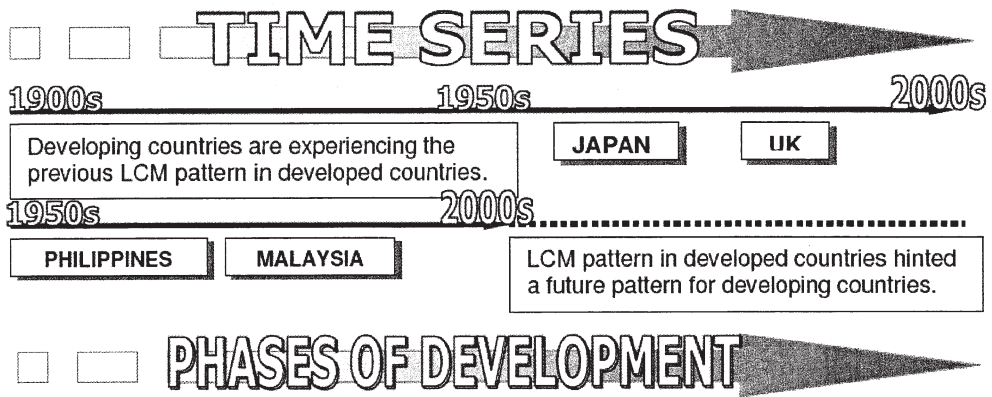 TIME SERIES
1900s 1950s 2000s
Developing countries are experiencing the
previous LCM pattern in developed countries.
JAPAN UK
1950s 2000s
PHILIPPINES MALAYSIA
LCM pattern in developed countries hinted
a future pattern for developing countries.
PHASES OF DEVELOPMENT